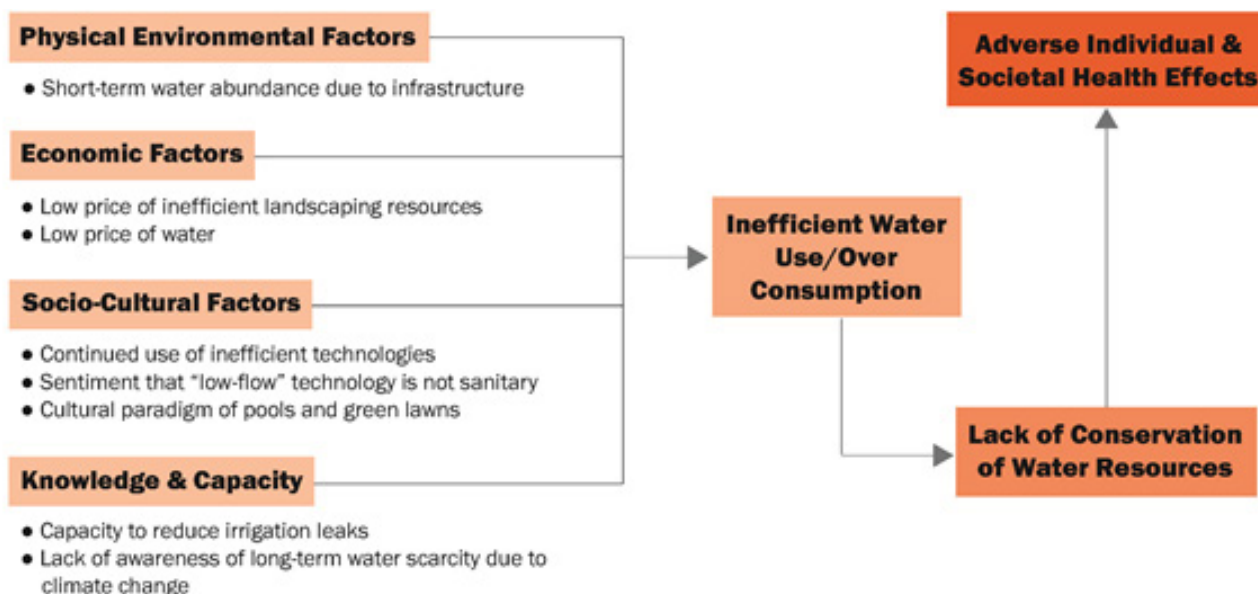 Physical Environmental Factors
● Short-term water abundance due to infrastructure
Economic Factors
● Low price of inefficient landscaping resources
● Low price of water
Socio-Cultural Factors
● Continued use of inefficient technologies
● Sentiment that “low-flow” technology is not sanitary
● Cultural paradigm of pools and green lawns
Knowledge & Capacity
● Capacity to reduce irrigation leaks
● Lack of awareness of long-term water scarcity due to
climate change
Inefficient Water
Use/Over
Consumption
Lack of Conservation
of Water Resources
Adverse Individual &
Societal Health Effects